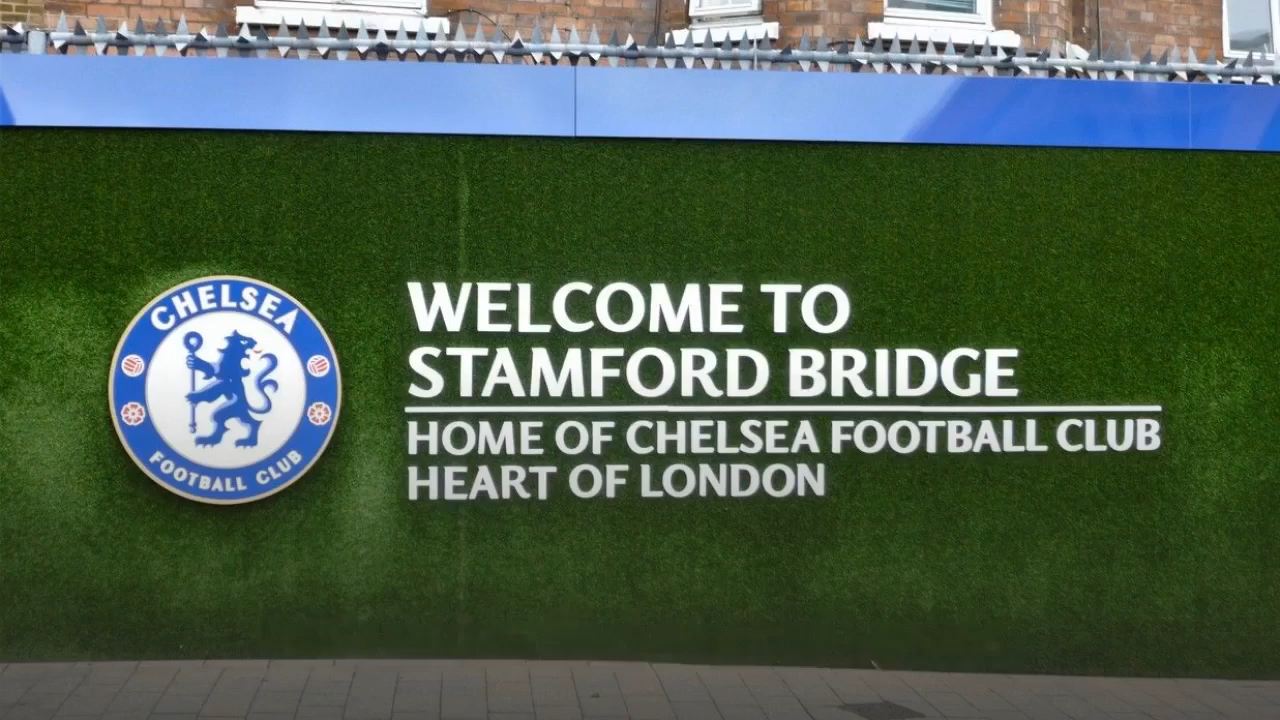 CHELSEA
FOOTBALL CLUB
WELCOME TO
STAMFORD BRIDGE
HOME OF CHELSEA FOOTBALL CLUB
HEART OF LONDON